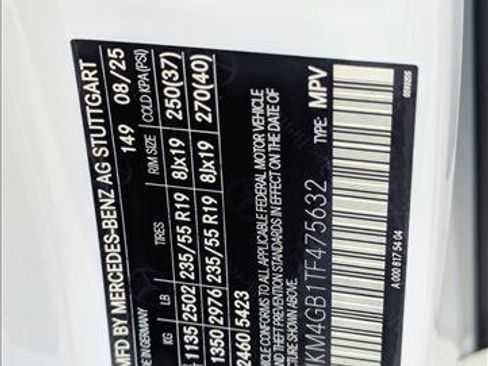 MFD BY MERCEDES-BENZ AG STUTTGART
IN GERMANY 149 08/25
KG LB TIRES RIM SIZE COLD KPA(PSI)
1135 2502 235/55 R19 8Jx19 250(37)
1350 2976 235/55 R19 8Jx19 270(40)
2460 5423
VEHICLE CONFORMS TO ALL APPLICABLE FEDERAL MOTOR VEHICLE
AND THEFT PREVENTION STANDARDS IN EFFECT ON THE DATE OF
SHOWN ABOVE.
KM4GB1TF475632 TYPE: MPV
A 000 817 54 04